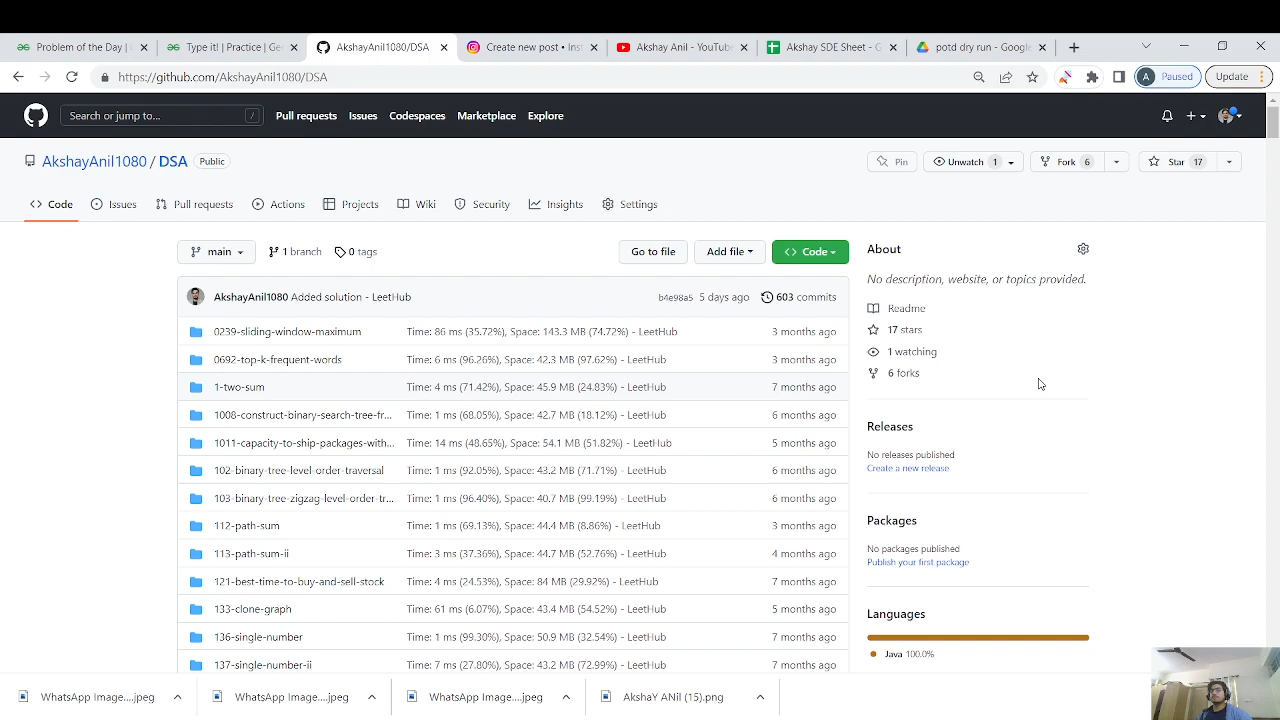 Problem of the Day |
Type it! | Practice | Ge
AkshayAnil1080/DSA
Create new post • Inst
Akshay Anil - YouTube
Akshay SDE Sheet - G
potd dry run - Google
https://github.com/AkshayAnil1080/DSA
A Paused
Update
Search or jump to...
/
Pull requests
Issues
Codespaces
Marketplace
Explore
AkshayAnil1080 / DSA
Public
Pin
Unwatch 1
Fork 6
Star 17
Code
Issues
Pull requests
Actions
Projects
Wiki
Security
Insights
Settings
main
1 branch
0 tags
Go to file
Add file
Code
AkshayAnil1080 Added solution - LeetHub b4e98a5 5 days ago 603 commits
0239-sliding-window-maximum Time: 86 ms (35.72%), Space: 143.3 MB (74.72%) - LeetHub 3 months ago
0692-top-k-frequent-words Time: 6 ms (96.26%), Space: 42.3 MB (97.62%) - LeetHub 3 months ago
1-two-sum Time: 4 ms (71.42%), Space: 45.9 MB (24.83%) - LeetHub 7 months ago
1008-construct-binary-search-tree-fr... Time: 1 ms (68.05%), Space: 42.7 MB (18.12%) - LeetHub 6 months ago
1011-capacity-to-ship-packages-with... Time: 14 ms (48.65%), Space: 54.1 MB (51.82%) - LeetHub 5 months ago
102-binary-tree-level-order-traversal Time: 1 ms (92.05%), Space: 43.2 MB (71.71%) - LeetHub 6 months ago
103-binary-tree-zigzag-level-order-tr... Time: 1 ms (96.40%), Space: 40.7 MB (99.19%) - LeetHub 6 months ago
112-path-sum Time: 1 ms (69.13%), Space: 44.4 MB (8.86%) - LeetHub 3 months ago
113-path-sum-ii Time: 3 ms (37.36%), Space: 44.7 MB (52.76%) - LeetHub 4 months ago
121-best-time-to-buy-and-sell-stock Time: 4 ms (24.53%), Space: 84 MB (29.92%) - LeetHub 7 months ago
133-clone-graph Time: 61 ms (6.07%), Space: 43.4 MB (54.52%) - LeetHub 5 months ago
136-single-number Time: 1 ms (99.30%), Space: 50.9 MB (32.54%) - LeetHub 7 months ago
137-single-number-ii Time: 7 ms (27.80%), Space: 43.2 MB (72.99%) - LeetHub 7 months ago
About
No description, website, or topics provided.
Readme
17 stars
1 watching
6 forks
Releases
No releases published
Create a new release
Packages
No packages published
Publish your first package
Languages
Java 100.0%
WhatsApp Image....jpeg
WhatsApp Image....jpeg
WhatsApp Image....jpeg
AkshaY ANil (15).png